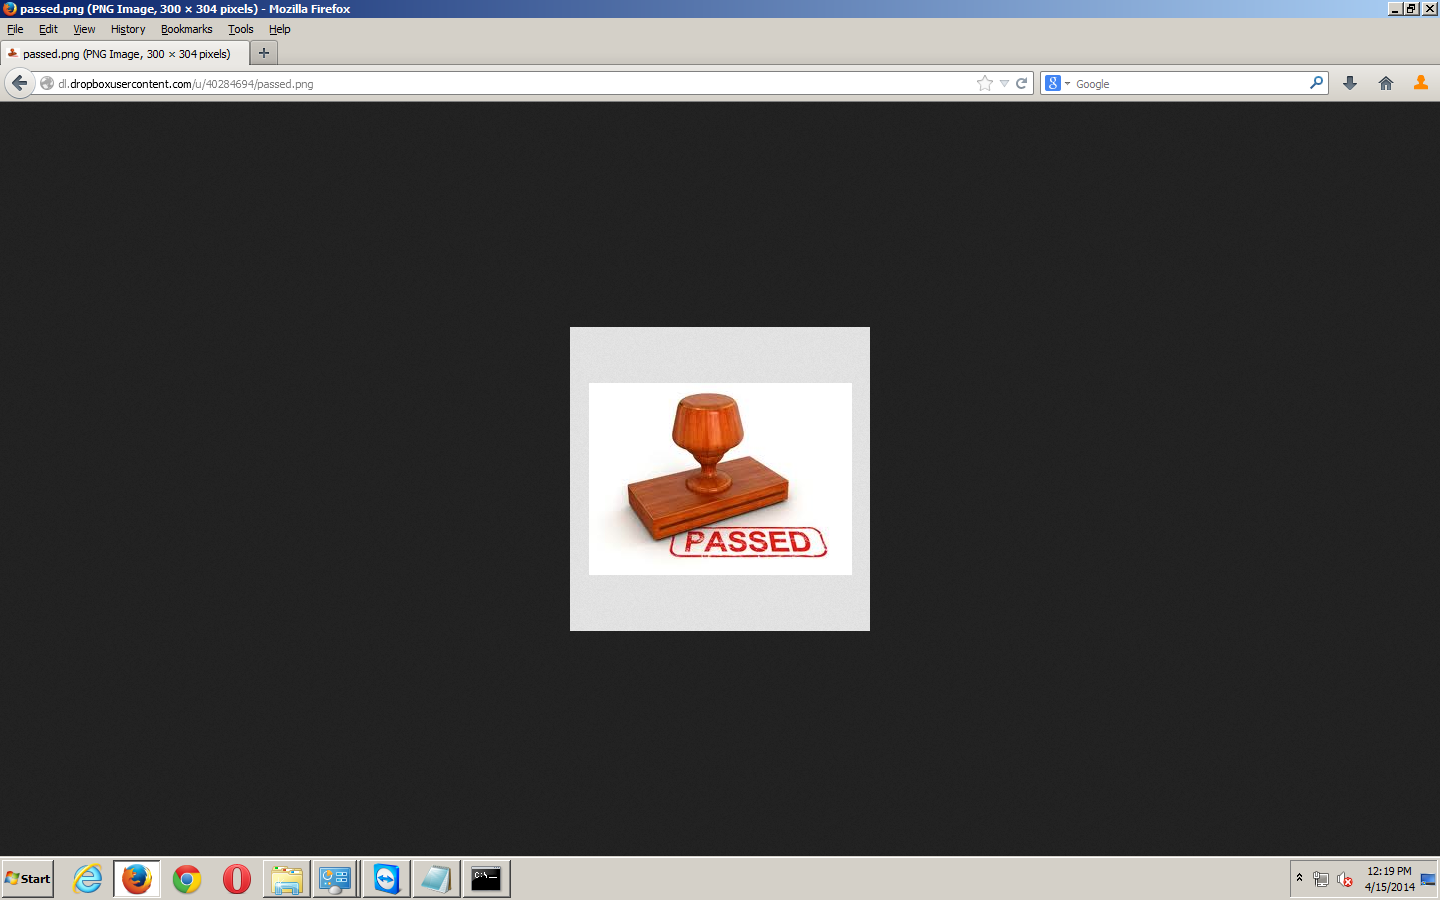 passed.png (PNG Image, 300 × 304 pixels) - Mozilla Firefox
File Edit View History Bookmarks Tools Help
passed.png (PNG Image, 300 × 304 pixels)
dl.dropboxusercontent.com/u/40284694/passed.png
Google
PASSED
Start
C:\
12:19 PM
4/15/2014